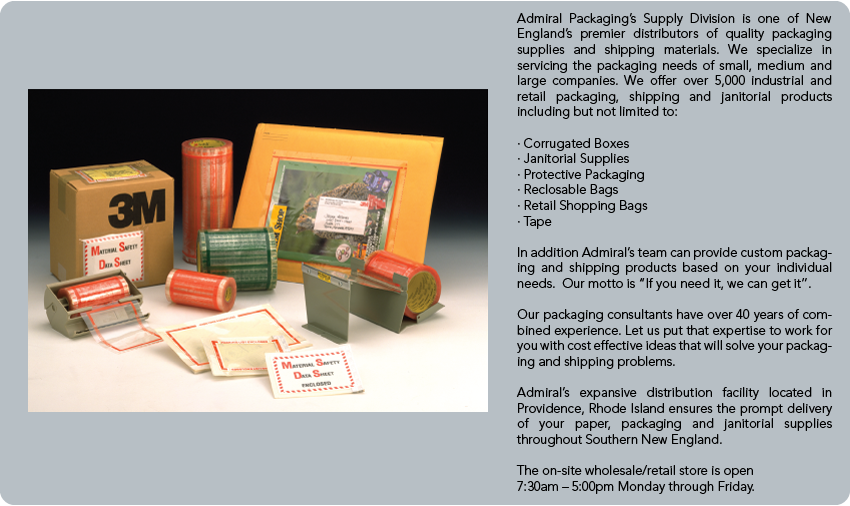 Admiral Packaging's Supply Division is one of New
England's premier distributors of quality packaging
supplies and shipping materials. We specialize in
servicing the packaging needs of small, medium and
large companies. We offer over 5,000 industrial and
retail packaging, shipping and janitorial products
including but not limited to:
· Corrugated Boxes
· Janitorial Supplies
· Protective Packaging
· Reclosable Bags
· Retail Shopping Bags
· Tape
In addition Admiral's team can provide custom packag-
ing and shipping products based on your individual
needs.  Our motto is "If you need it, we can get it".
Our packaging consultants have over 40 years of com-
bined experience. Let us put that expertise to work for
you with cost effective ideas that will solve your packag-
ing and shipping problems.
Admiral's expansive distribution facility located in
Providence, Rhode Island ensures the prompt delivery
of your paper, packaging and janitorial supplies
throughout Southern New England.
The on-site wholesale/retail store is open
7:30am – 5:00pm Monday through Friday.
3M
MATERIAL SAFETY
DATA SHEET
MATERIAL SAFETY
DATA SHEET
ENCLOSED